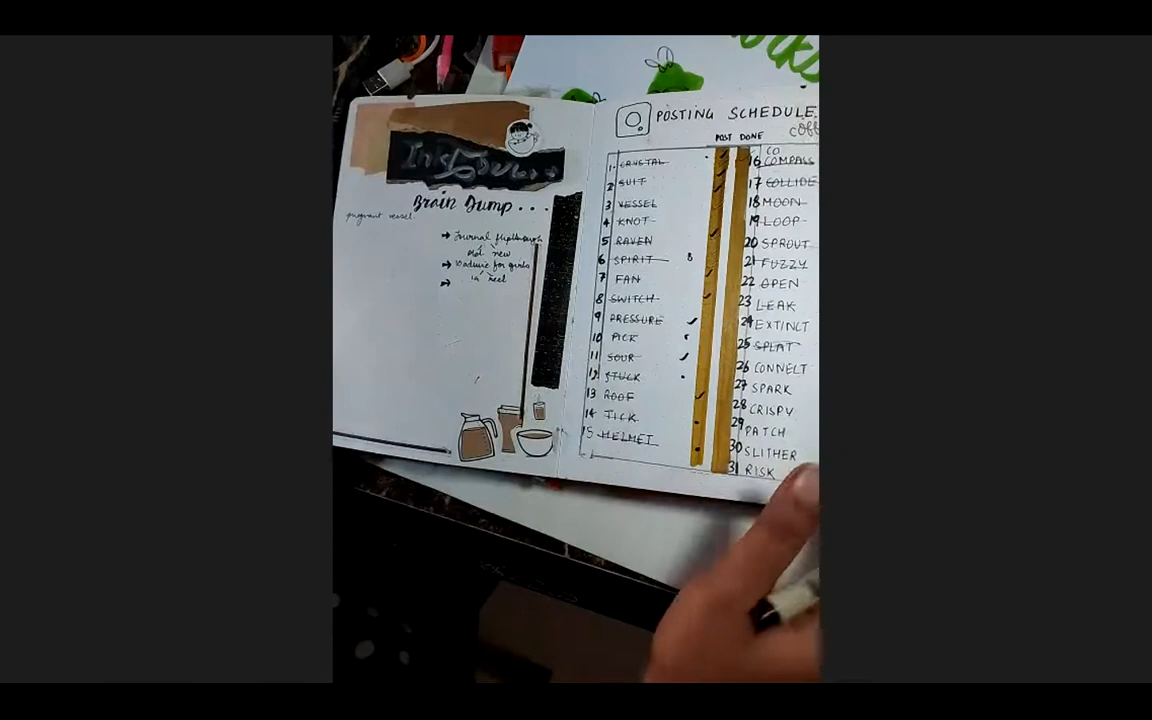 Brain Dump...
pregnant vessel.
→ Journal flipthrough
old new
→ 10 advice for girls
in reel
→
POSTING SCHEDULE
POST DONE
1. CRYSTAL
2 SUIT
3 VESSEL
4 KNOT
5 RAVEN
6 SPIRIT
7 FAN
8 SWITCH
9 PRESSURE
10 PICK
11 SOUR
12 STUCK
13 ROOF
14 TICK
15 HELMET
CO
16 COMPASS
17 COLLIDE
18 MOON
19 LOOP
20 SPROUT
21 FUZZY
22 OPEN
23 LEAK
24 EXTINCT
25 SPLAT
26 CONNECT
27 SPARK
28 CRISPY
29 PATCH
30 SLITHER
31 RISK